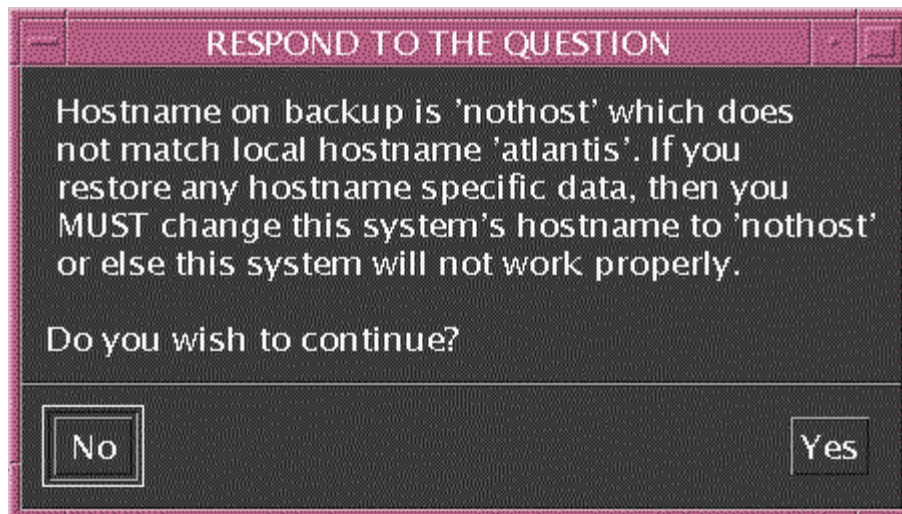 RESPOND TO THE QUESTION
Hostname on backup is 'nothost' which does
not match local hostname 'atlantis'. If you
restore any hostname specific data, then you
MUST change this system's hostname to 'nothost'
or else this system will not work properly.
Do you wish to continue?
No
Yes